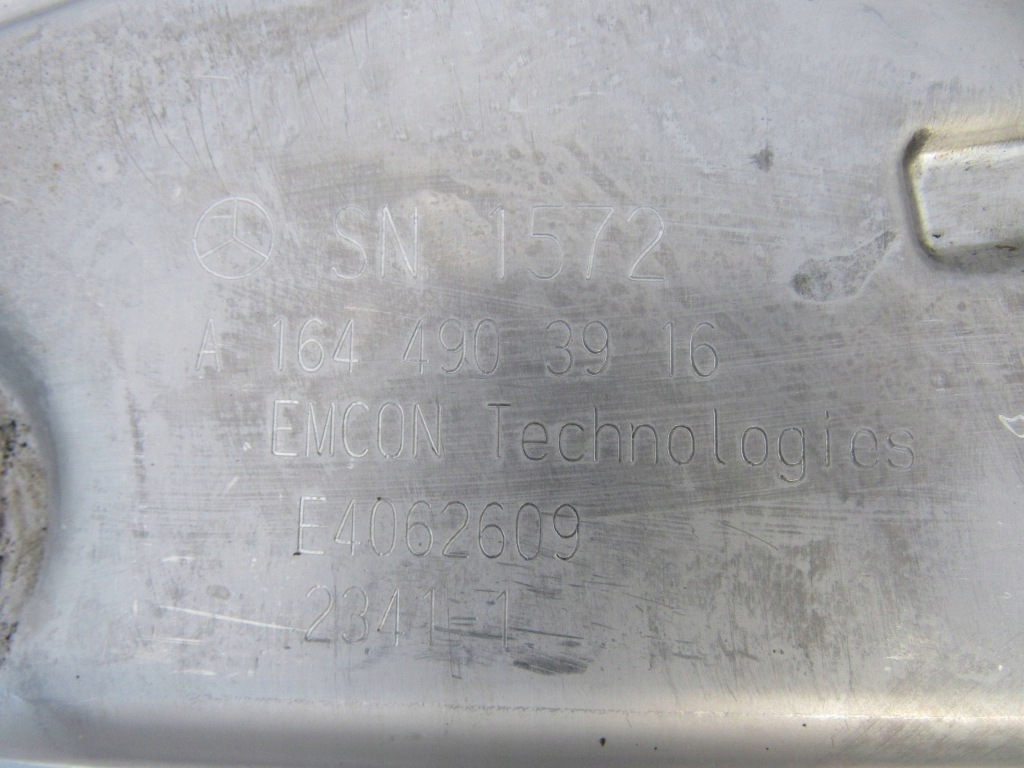 SN 1572
A 164 490 39 16
EMCON Technologies
E4062609
2341 1